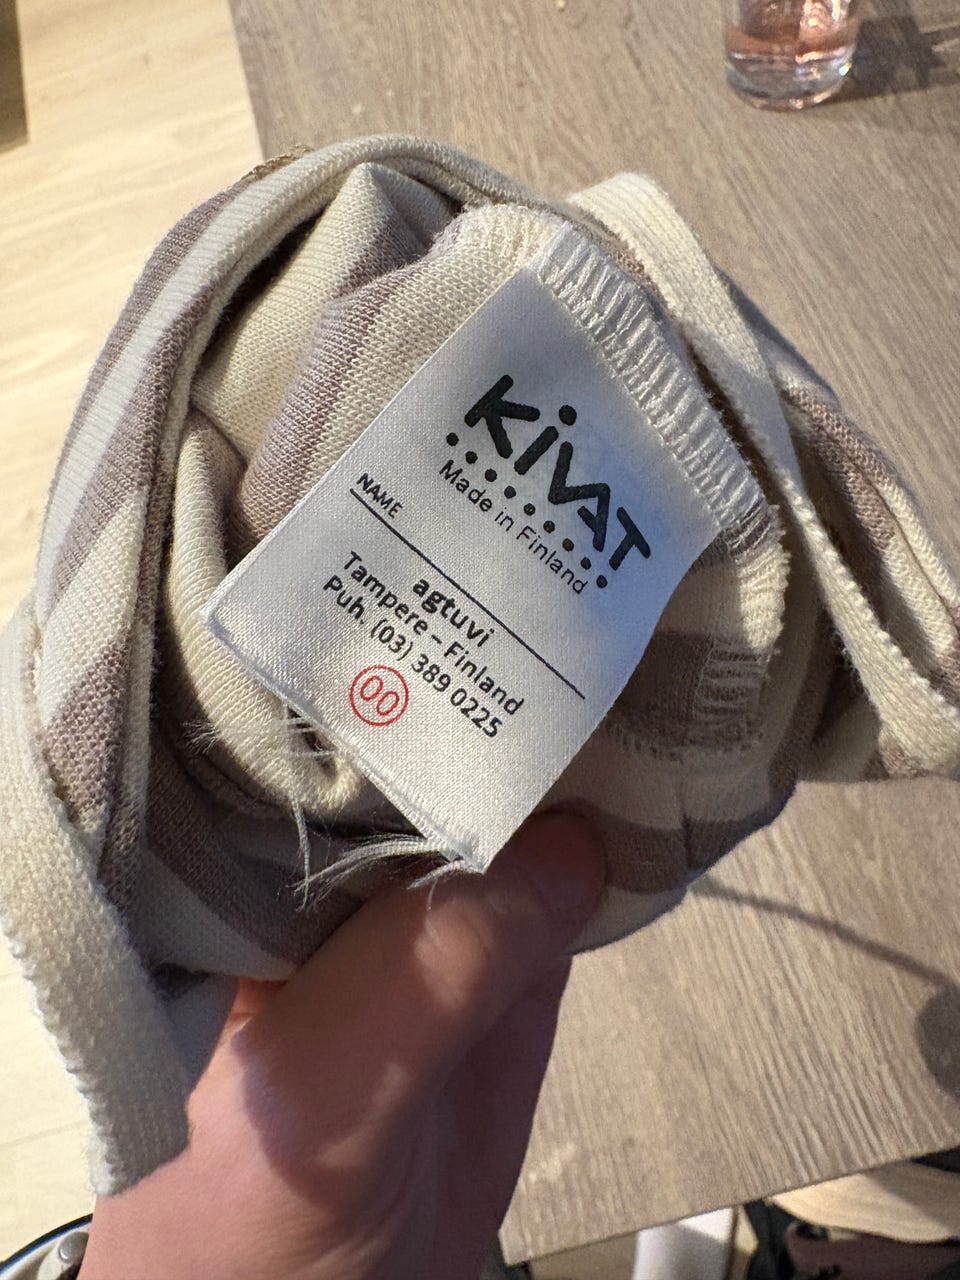 KiVAT
Made in Finland
NAME
agtuvi
Tampere – Finland
Puh. (03) 389 0225
00